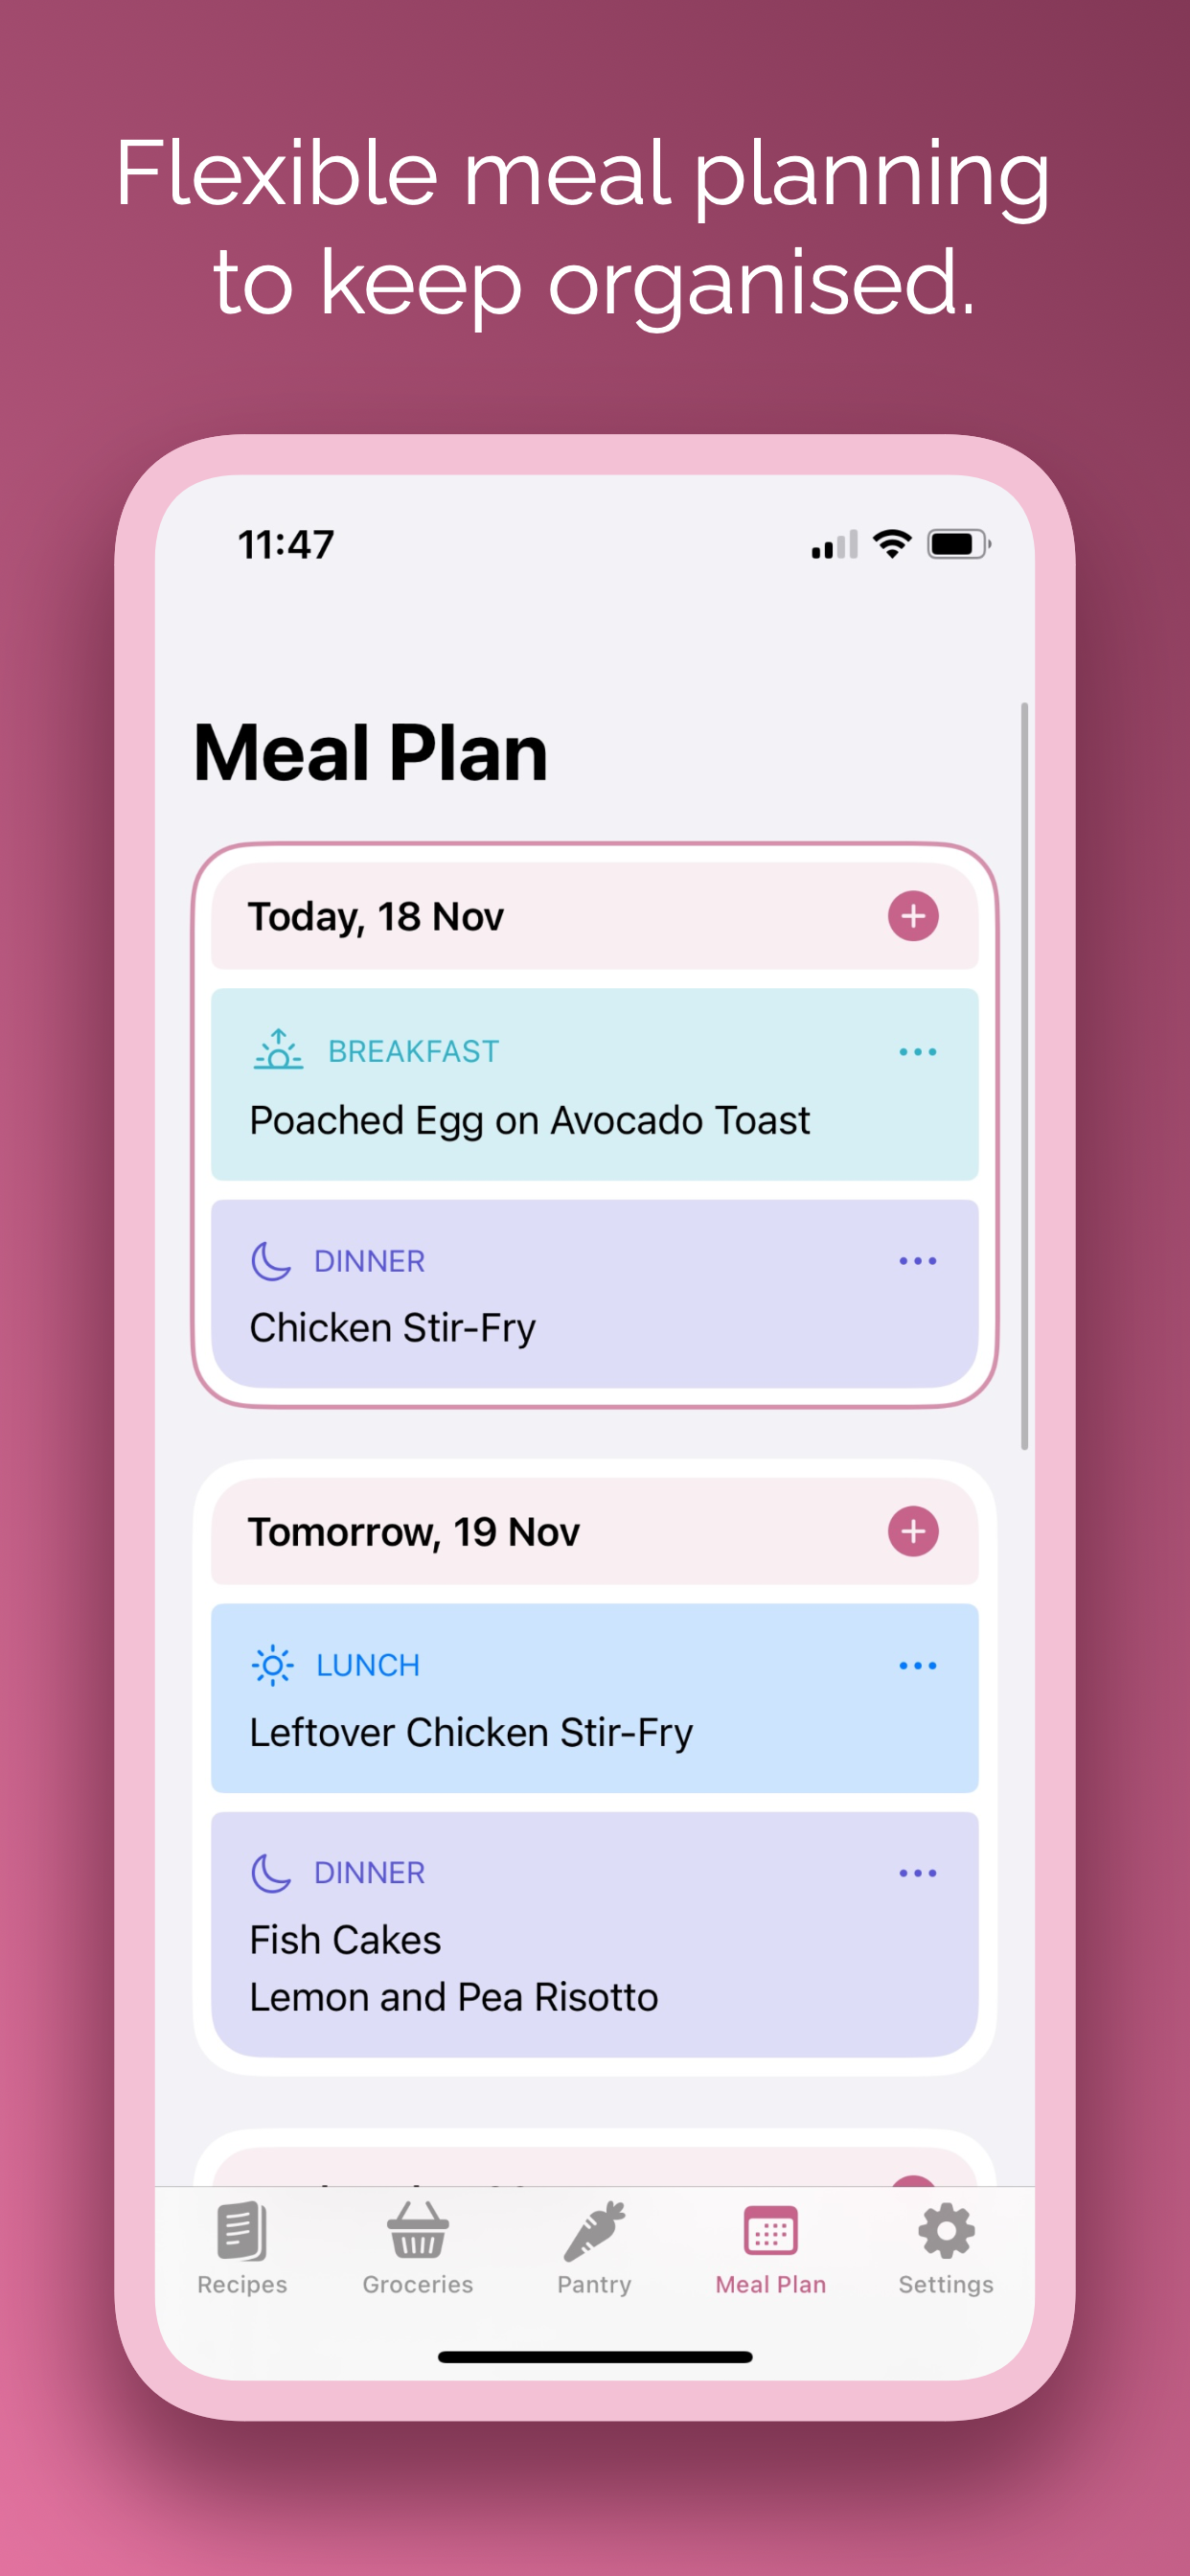 Flexible meal planning
to keep organised.
11:47
Meal Plan
Today, 18 Nov
BREAKFAST
Poached Egg on Avocado Toast
DINNER
Chicken Stir-Fry
Tomorrow, 19 Nov
LUNCH
Leftover Chicken Stir-Fry
DINNER
Fish Cakes
Lemon and Pea Risotto
Recipes Groceries Pantry Meal Plan Settings